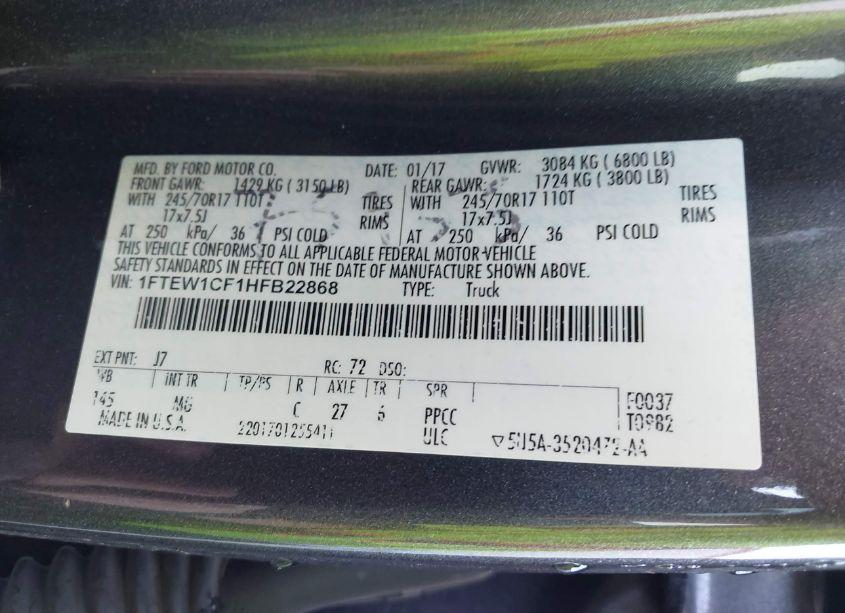 MFD. BY FORD MOTOR CO. DATE: 01/17 GVWR: 3084 KG ( 6800 LB)
FRONT GAWR: 1429 KG ( 3150 LB) REAR GAWR: 1724 KG ( 3800 LB)
WITH 245/70R17 110T TIRES WITH 245/70R17 110T TIRES
17x7.5J RIMS 17x7.5J RIMS
AT 250 kPa/ 36 PSI COLD AT 250 kPa/ 36 PSI COLD
THIS VEHICLE CONFORMS TO ALL APPLICABLE FEDERAL MOTOR VEHICLE
SAFETY STANDARDS IN EFFECT ON THE DATE OF MANUFACTURE SHOWN ABOVE.
VIN: 1FTEW1CF1HFB22868 TYPE: Truck
EXT PNT: J7 RC: 72 DSO:
WB INT TR TP/PS R AXLE TR SPR
145 MG C 27 6 PPCC F0037
MADE IN U.S.A. ULC T0982